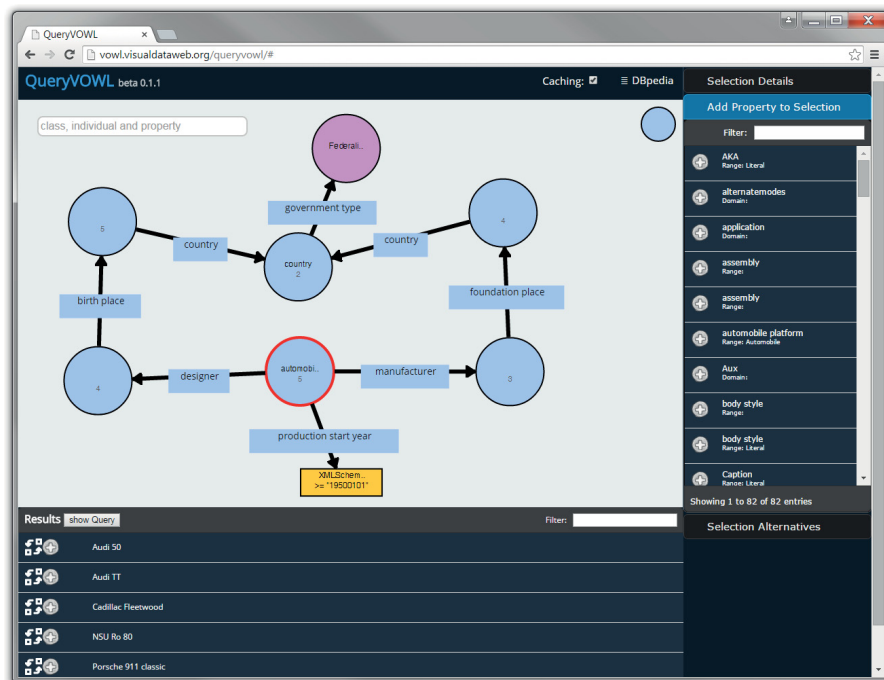 QueryVOWL
vowl.visualdataweb.org/queryvowl/#
QueryVOWL beta 0.1.1
Caching:
≡ DBpedia
class, individual and property
Federali..
government type
5
country
country
2
country
4
birth place
foundation place
4
designer
automobi..
5
manufacturer
3
production start year
XMLSchem..
>= "19500101"
Selection Details
Add Property to Selection
Filter:
AKA
Range: Literal
alternatemodes
Domain:
application
Domain:
assembly
Range:
assembly
Range:
automobile platform
Range: Automobile
Aux
Domain:
body style
Range:
body style
Range: Literal
Caption
Range: Literal
Showing 1 to 82 of 82 entries
Selection Alternatives
Results show Query
Filter:
Audi 50
Audi TT
Cadillac Fleetwood
NSU Ro 80
Porsche 911 classic